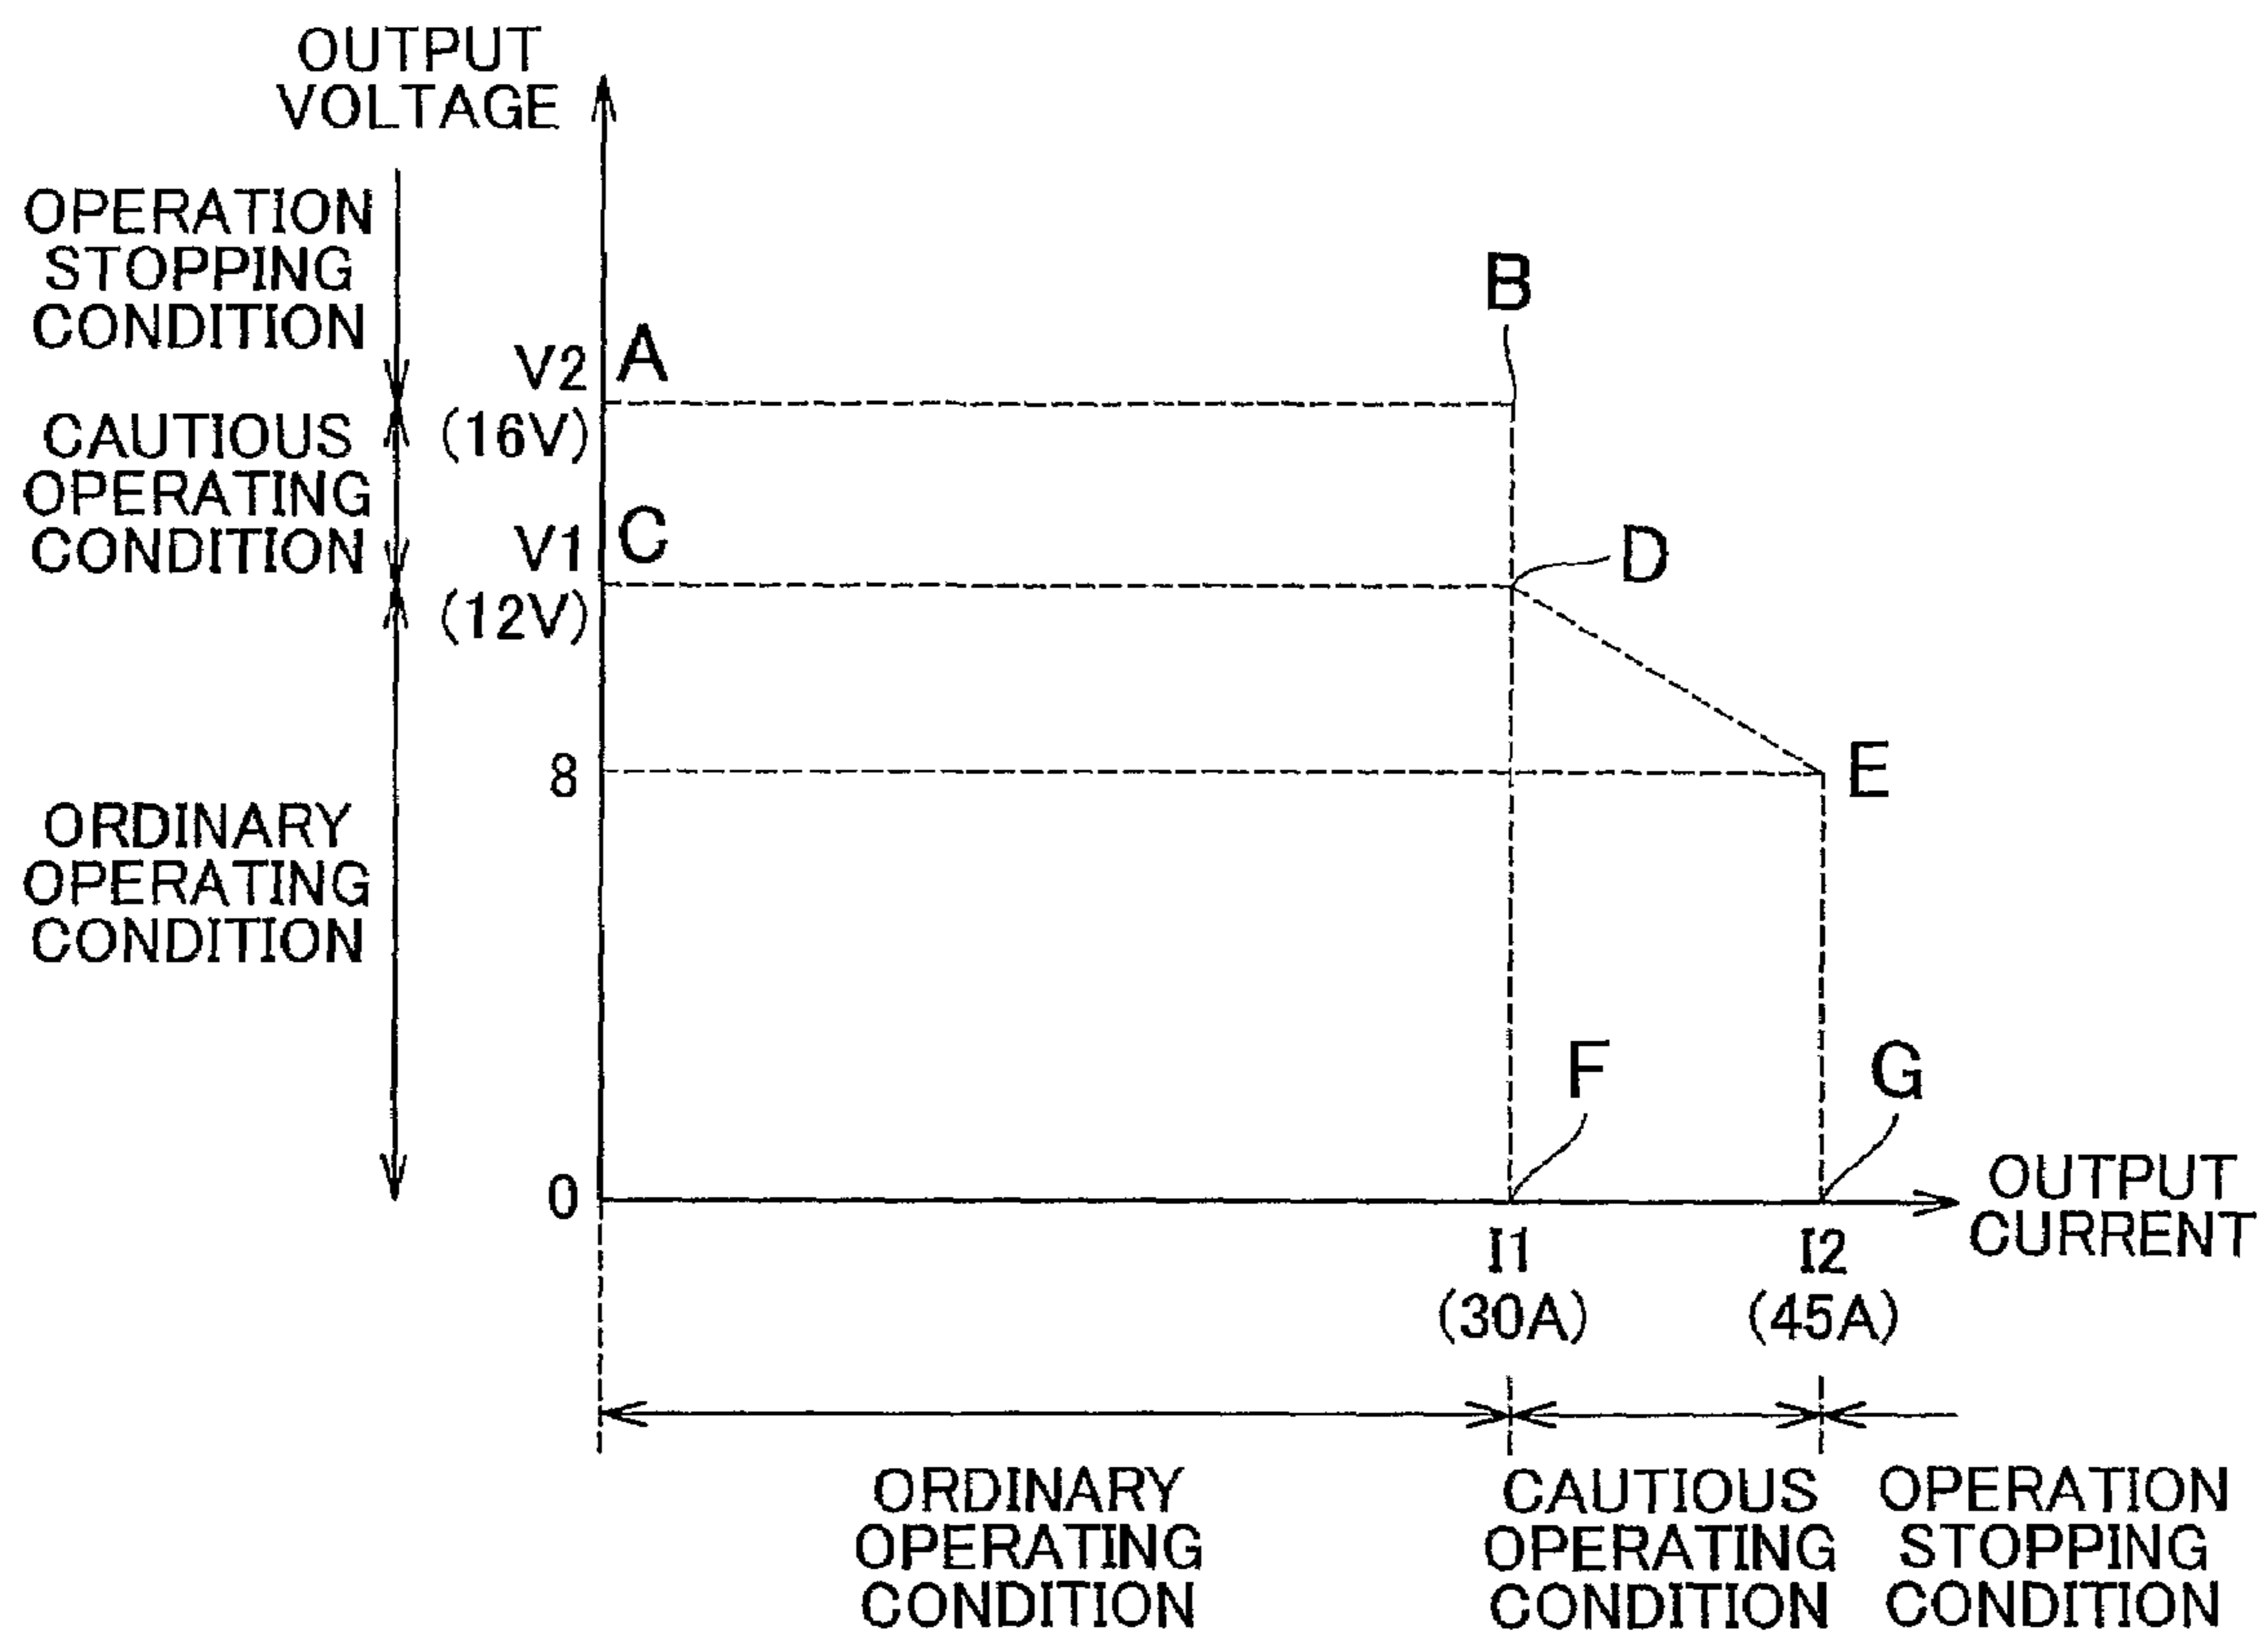 OUTPUT
VOLTAGE
OPERATION
STOPPING
CONDITION
CAUTIOUS
OPERATING
CONDITION
ORDINARY
OPERATING
CONDITION
V2
(16V)
V1
(12V)
8
0
A
B
C
D
E
F
G
OUTPUT
CURRENT
I1
(30A)
I2
(45A)
ORDINARY
OPERATING
CONDITION
CAUTIOUS
OPERATING
CONDITION
OPERATION
STOPPING
CONDITION